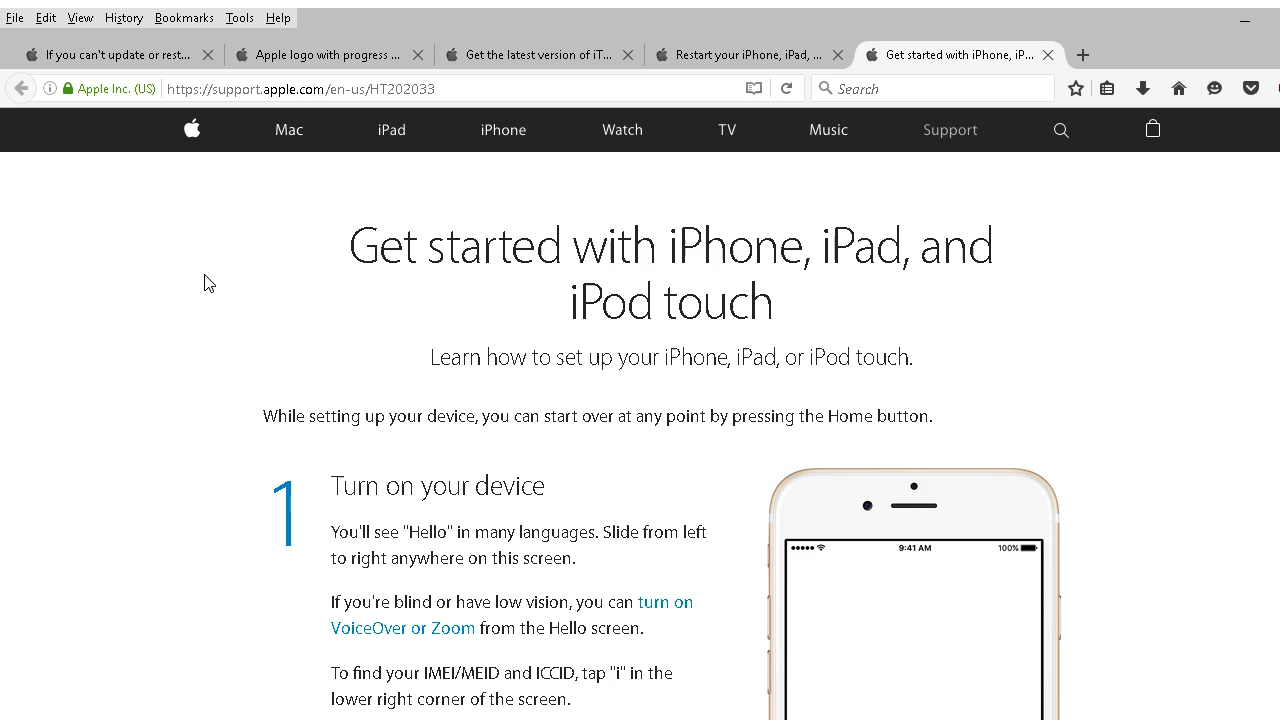 File Edit View History Bookmarks Tools Help
If you can't update or rest... Apple logo with progress ... Get the latest version of iT... Restart your iPhone, iPad, ... Get started with iPhone, iP...
Apple Inc. (US) https://support.apple.com/en-us/HT202033 Search
Mac iPad iPhone Watch TV Music Support
Get started with iPhone, iPad, and
iPod touch
Learn how to set up your iPhone, iPad, or iPod touch.
While setting up your device, you can start over at any point by pressing the Home button.
1 Turn on your device
You'll see "Hello" in many languages. Slide from left
to right anywhere on this screen.
9:41 AM 100%
If you're blind or have low vision, you can turn on
VoiceOver or Zoom from the Hello screen.
To find your IMEI/MEID and ICCID, tap "i" in the
lower right corner of the screen.